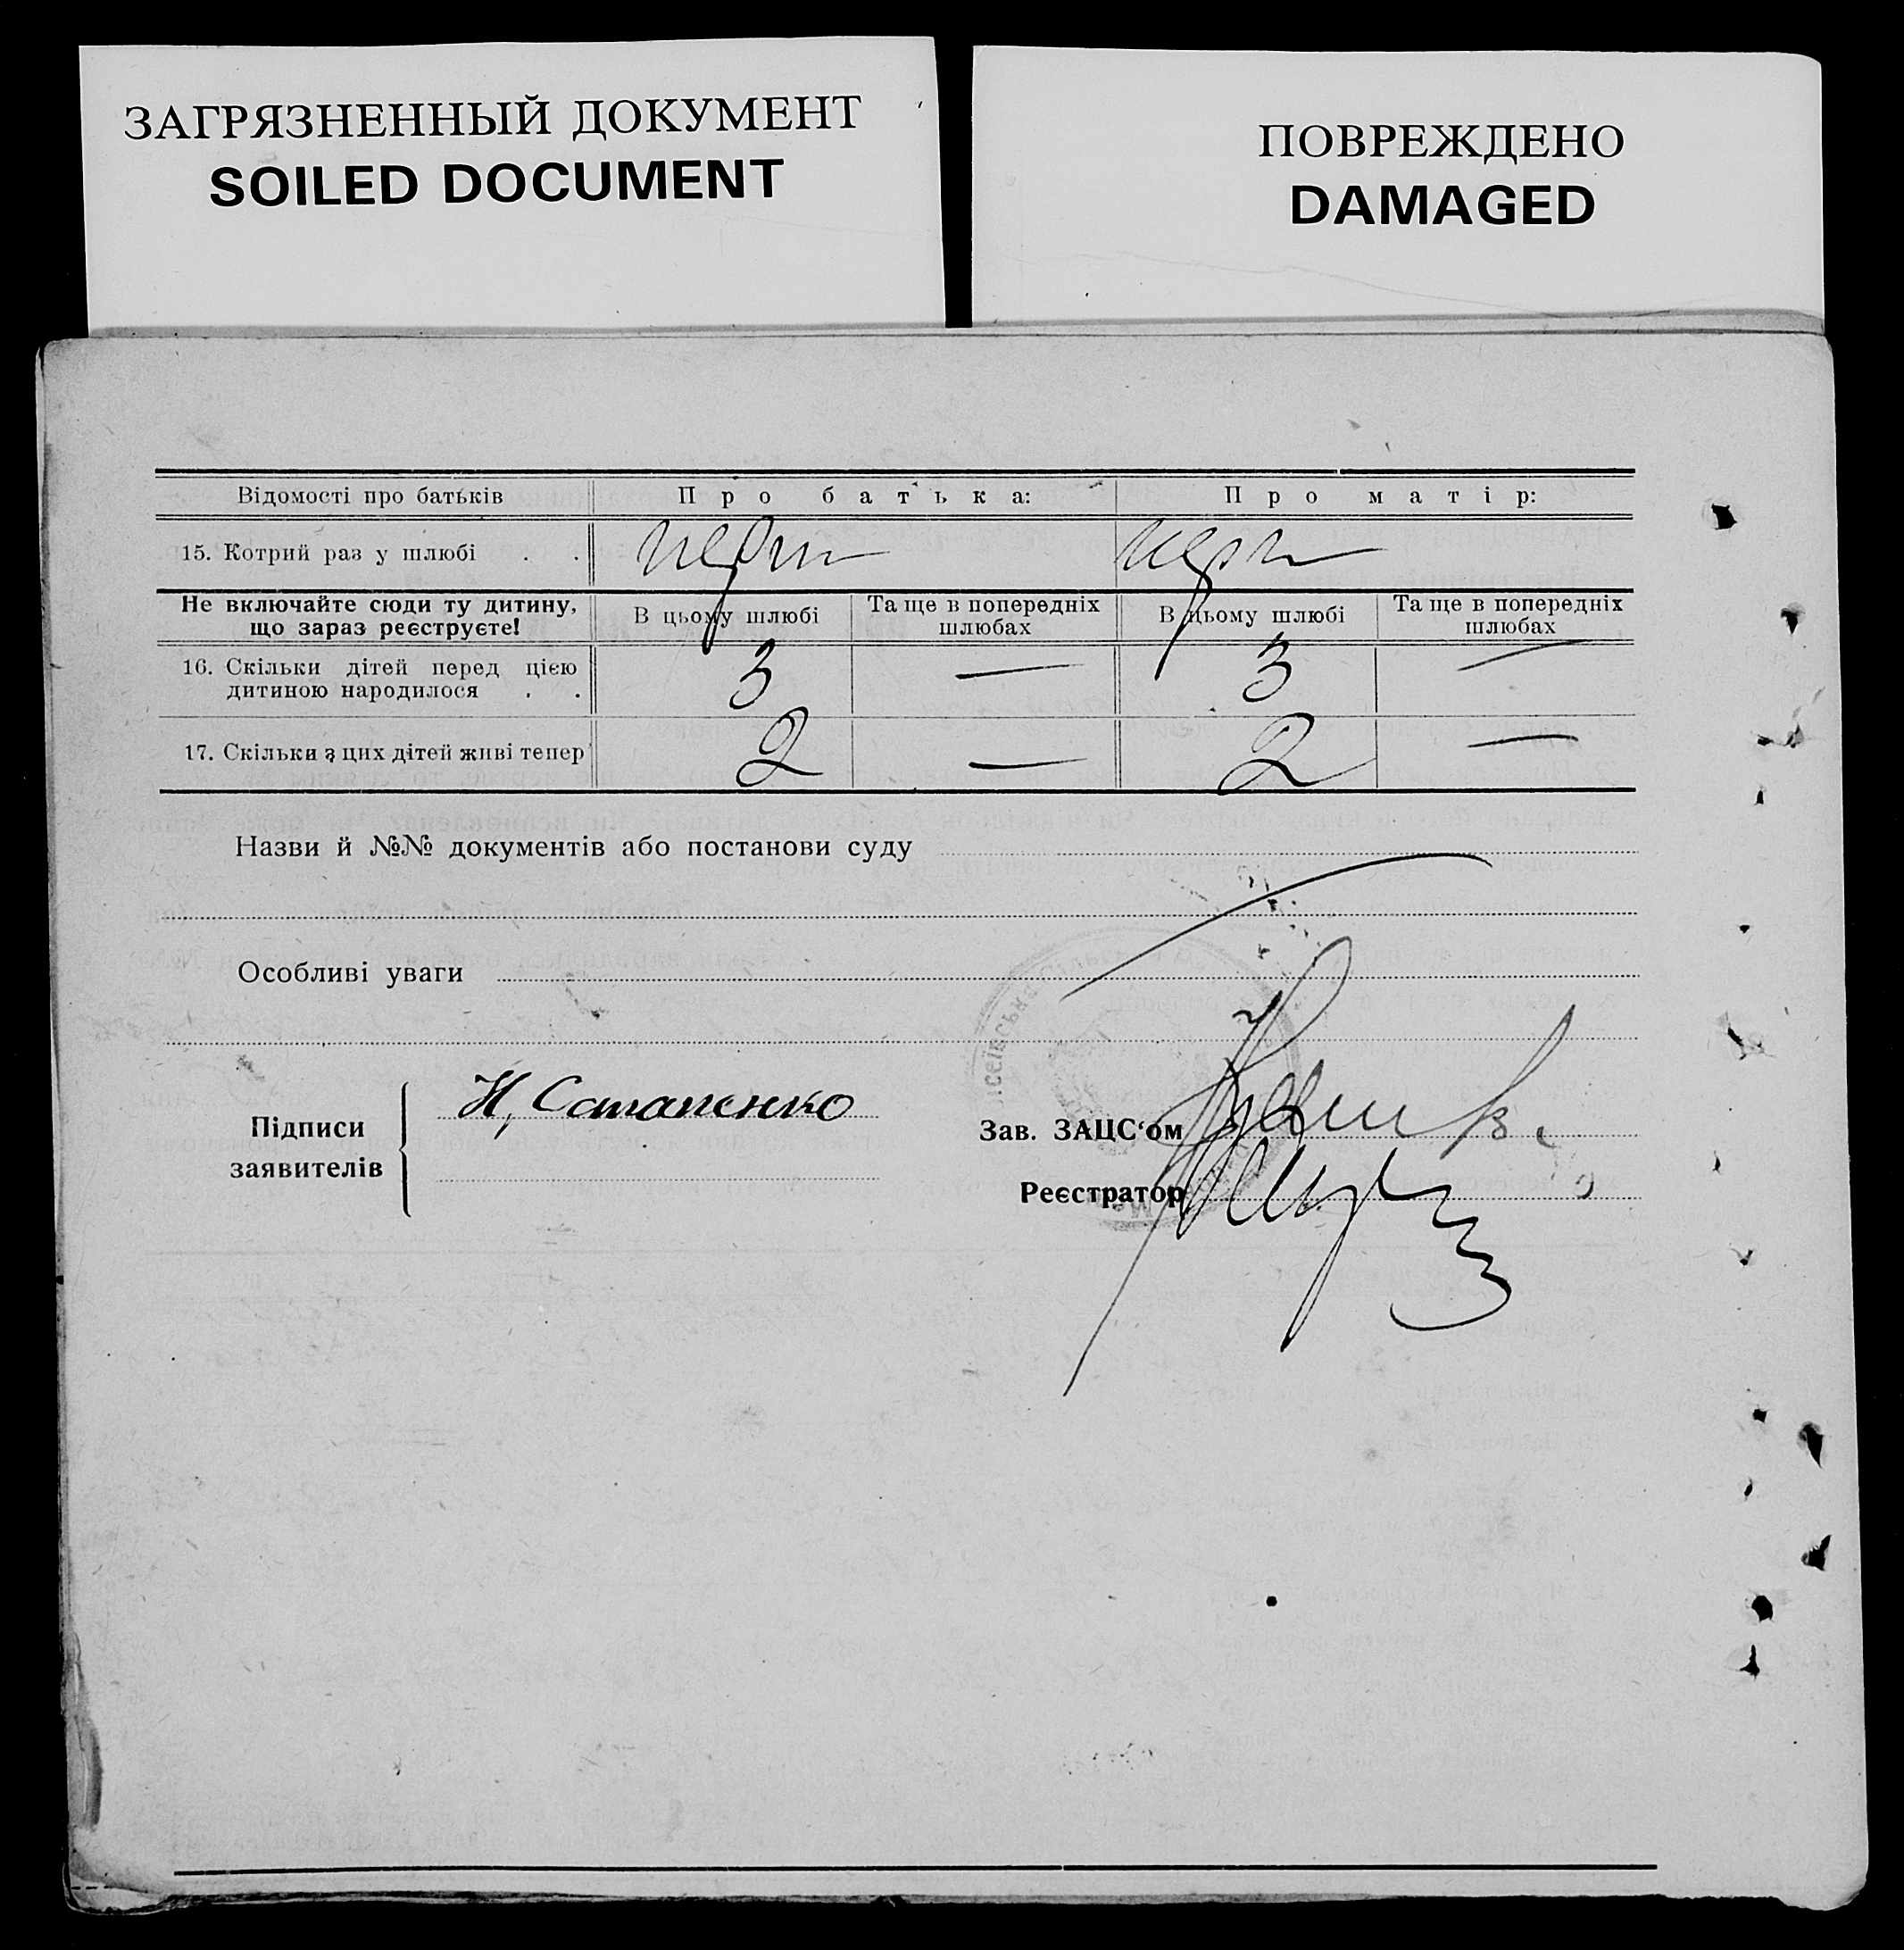 ЗАГРЯЗНЕННЫЙ ДОКУМЕНТ
SOILED DOCUMENT
ПОВРЕЖДЕНО
DAMAGED
Відомості про батьків Про батька: Про матір:
15. Котрий раз у шлюбі . . перш перш
Не включайте сюди ту дитину, що зараз реєструєте! В цьому шлюбі Та ще в попередніх шлюбах В цьому шлюбі Та ще в попередніх шлюбах
16. Скільки дітей перед цією дитиною народилося . . 3 — 3 —
17. Скільки з цих дітей живі тепер 2 — 2 —
Назви й №№ документів або постанови суду
Особливі уваги
Підписи заявителів
Н, Сотапенко
Зав. ЗАЦС‘ом
Реєстратор